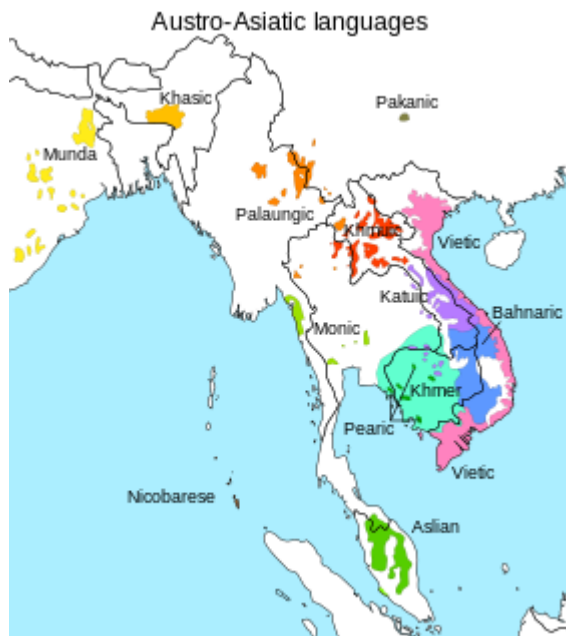 Austro-Asiatic languages
Khasic
Pakanic
Munda
Palaungic
Khmuic
Vietic
Katuic
Bahnaric
Monic
Khmer
Pearic
Vietic
Nicobarese
Aslian